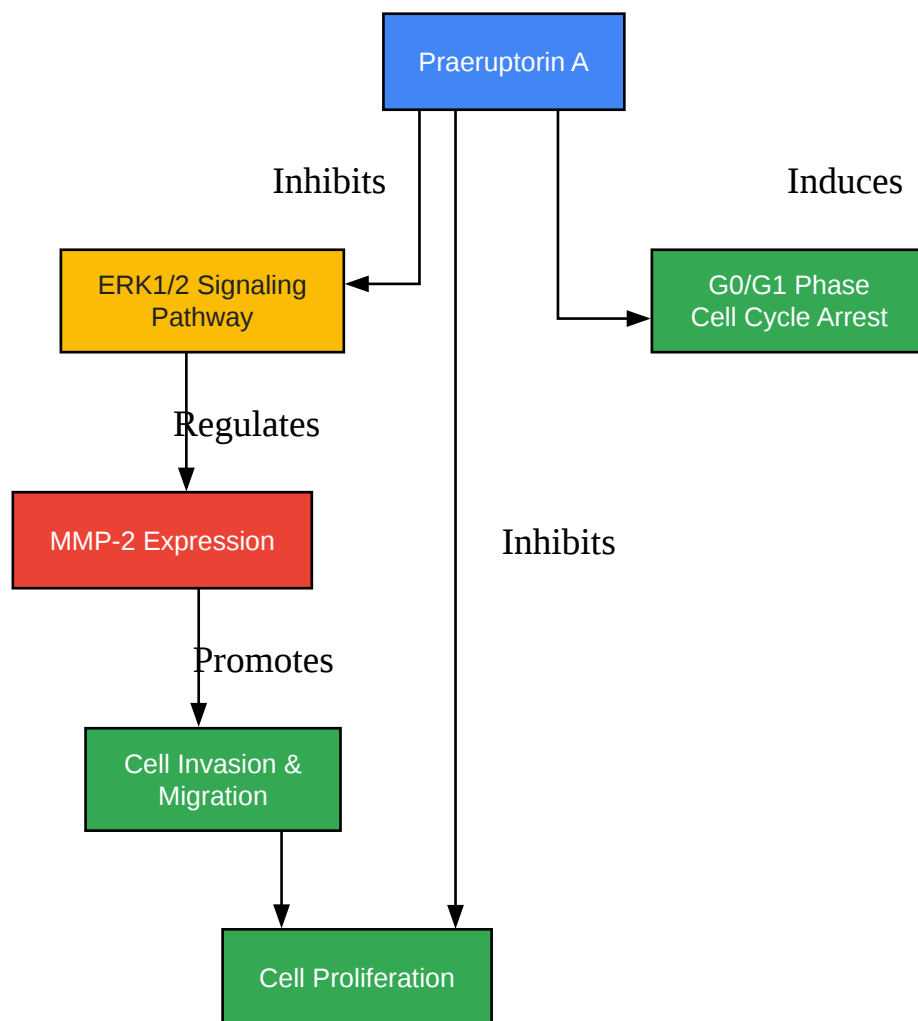 Praeruptorin A
Inhibits
Induces
ERK1/2 Signaling
Pathway
G0/G1 Phase
Cell Cycle Arrest
Regulates
MMP-2 Expression
Inhibits
Promotes
Cell Invasion &
Migration
Cell Proliferation